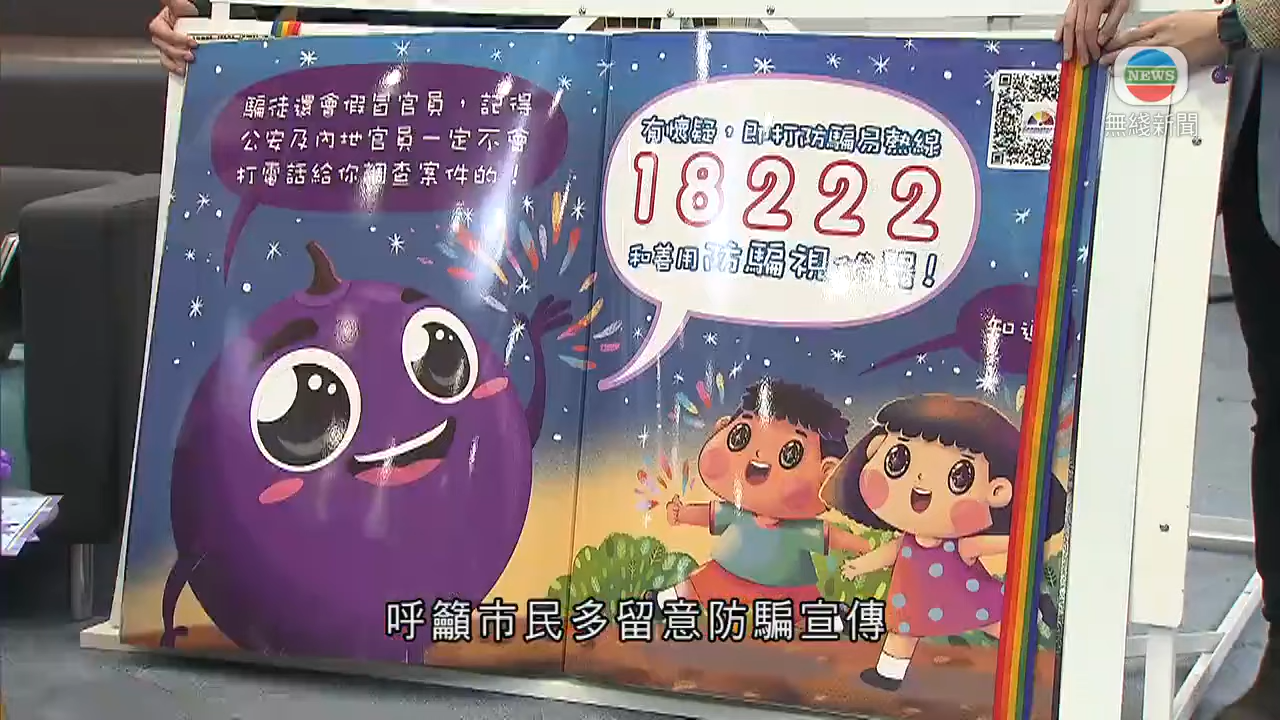 騙徒還會假冒官員，記得
公安及內地官員一定不會
打電話給你調查案件的！
有懷疑，即打防騙易熱線
18222
和善用防騙視
！
知道
NEWS
無綫新聞
呼籲市民多留意防騙宣傳